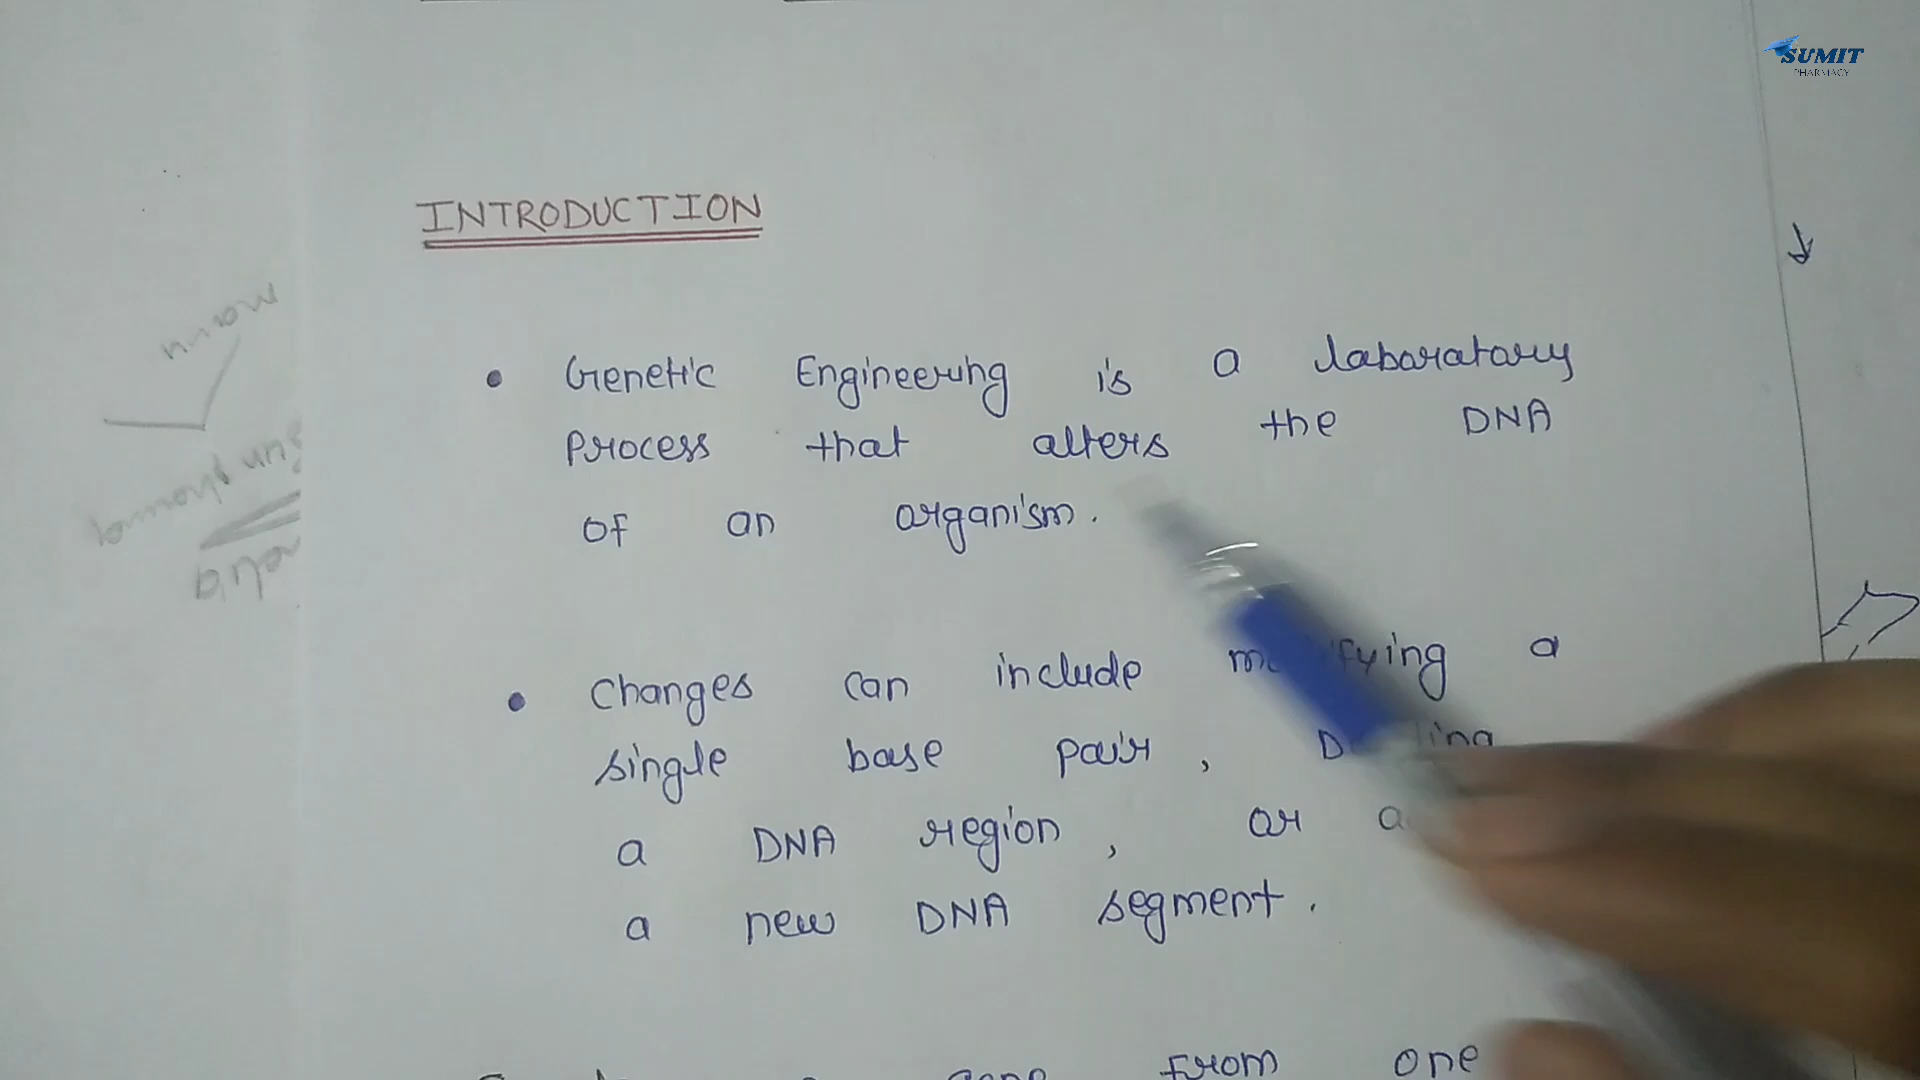 SUMIT
PHARMACY
INTRODUCTION
• Genetic Engineering is a laboratory
Process that alters the DNA
of an organism.
• Changes can include a
single base pair,
a DNA region, or
a new DNA segment.
from one